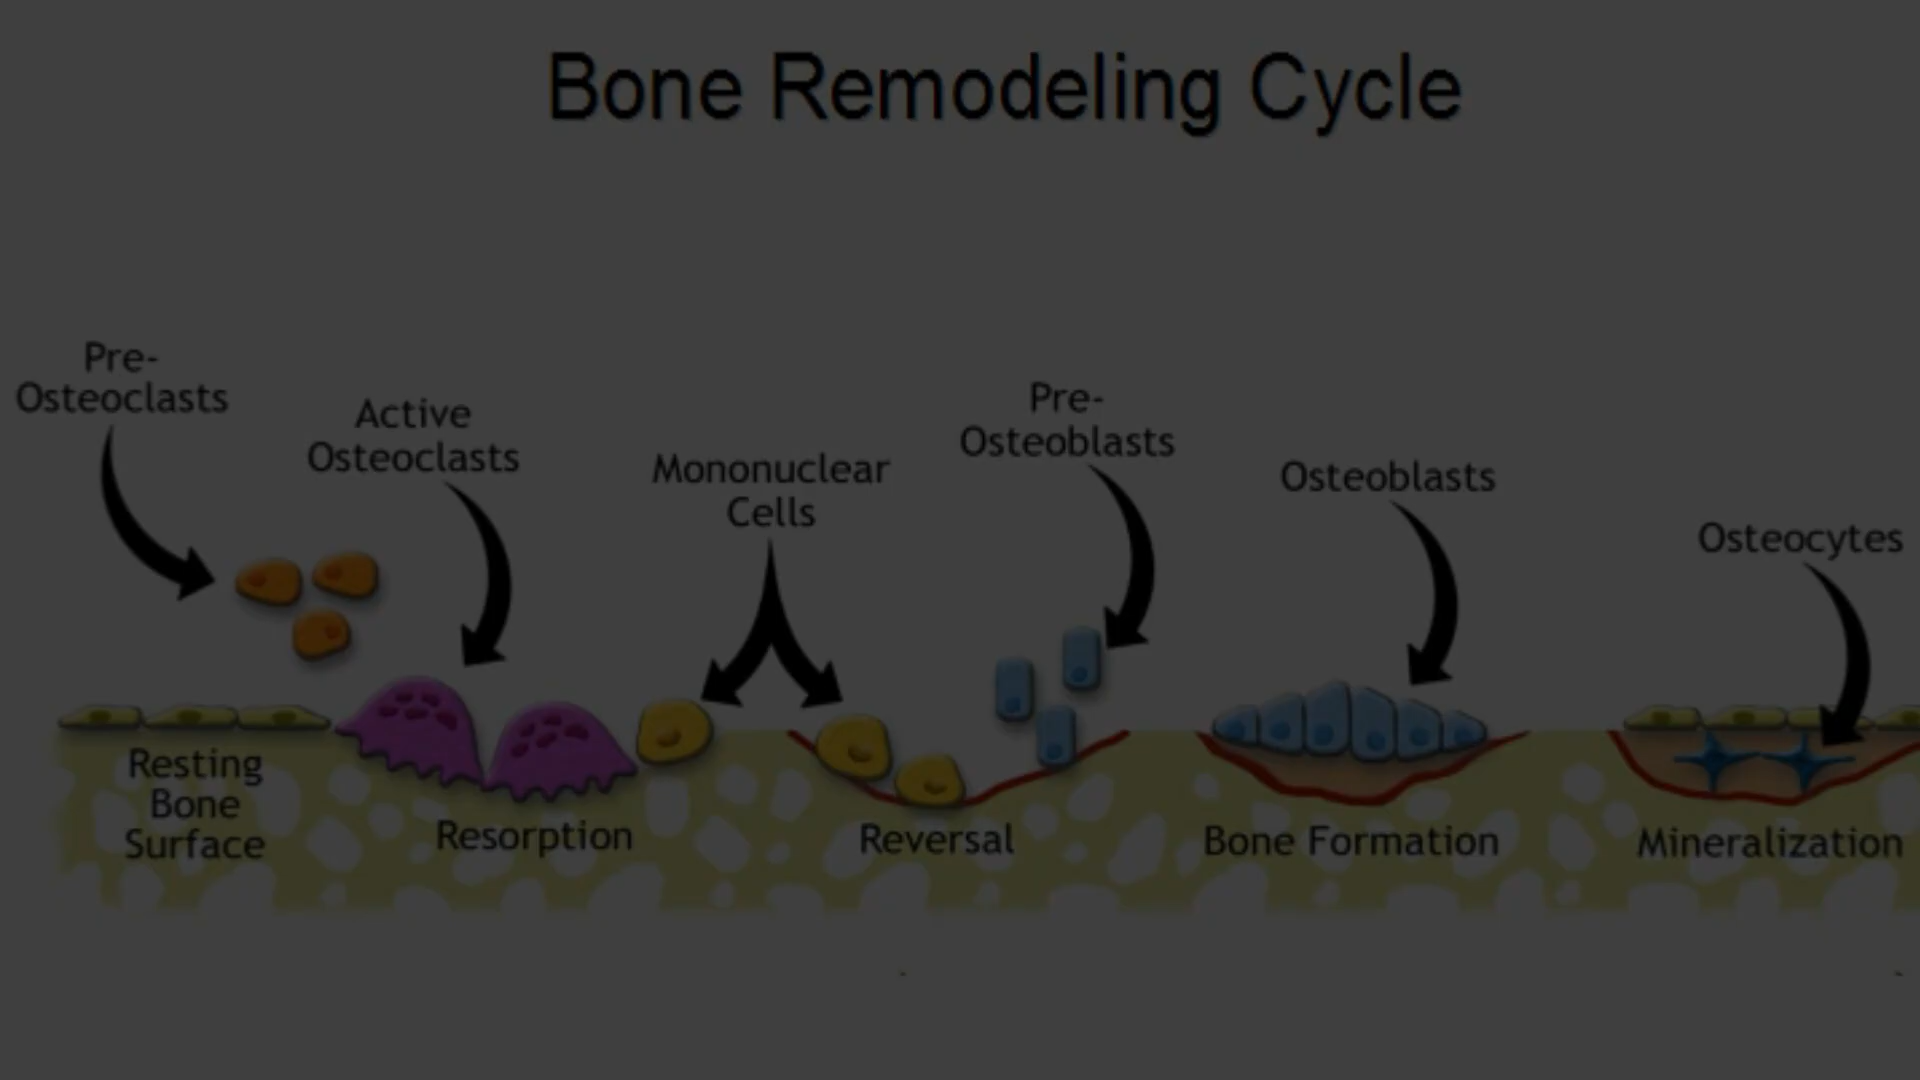 Bone Remodeling Cycle
Pre-
Osteoclasts
Active
Osteoclasts
Mononuclear
Cells
Pre-
Osteoblasts
Osteoblasts
Osteocytes
Resting
Bone
Surface
Resorption
Reversal
Bone Formation
Mineralization